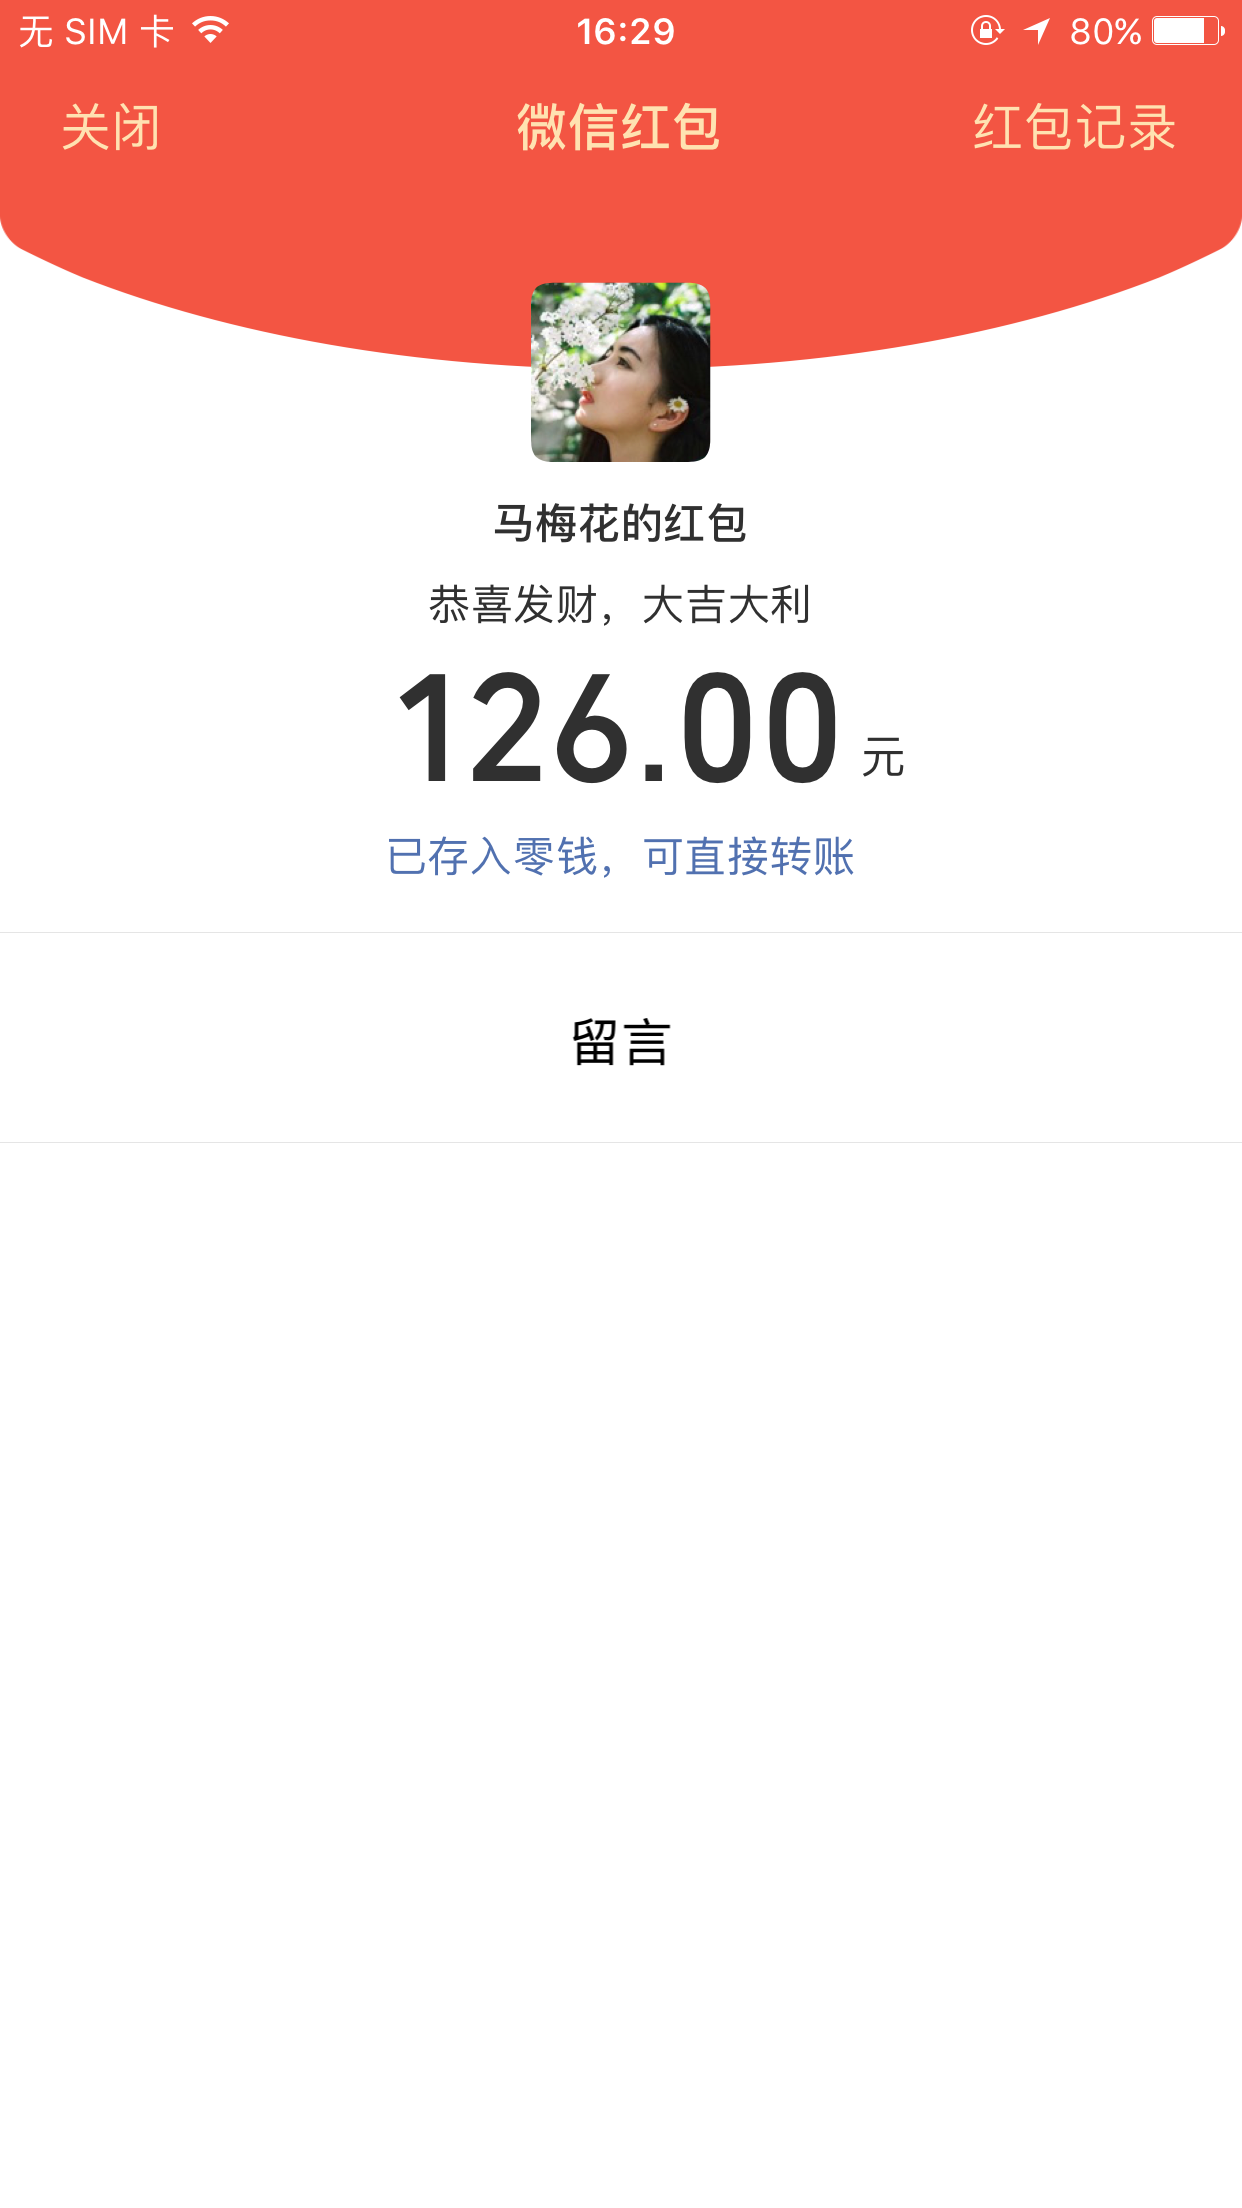 无 SIM 卡 16:29 80%
关闭 微信红包 红包记录
马梅花的红包
恭喜发财，大吉大利
126.00 元
已存入零钱，可直接转账
留言